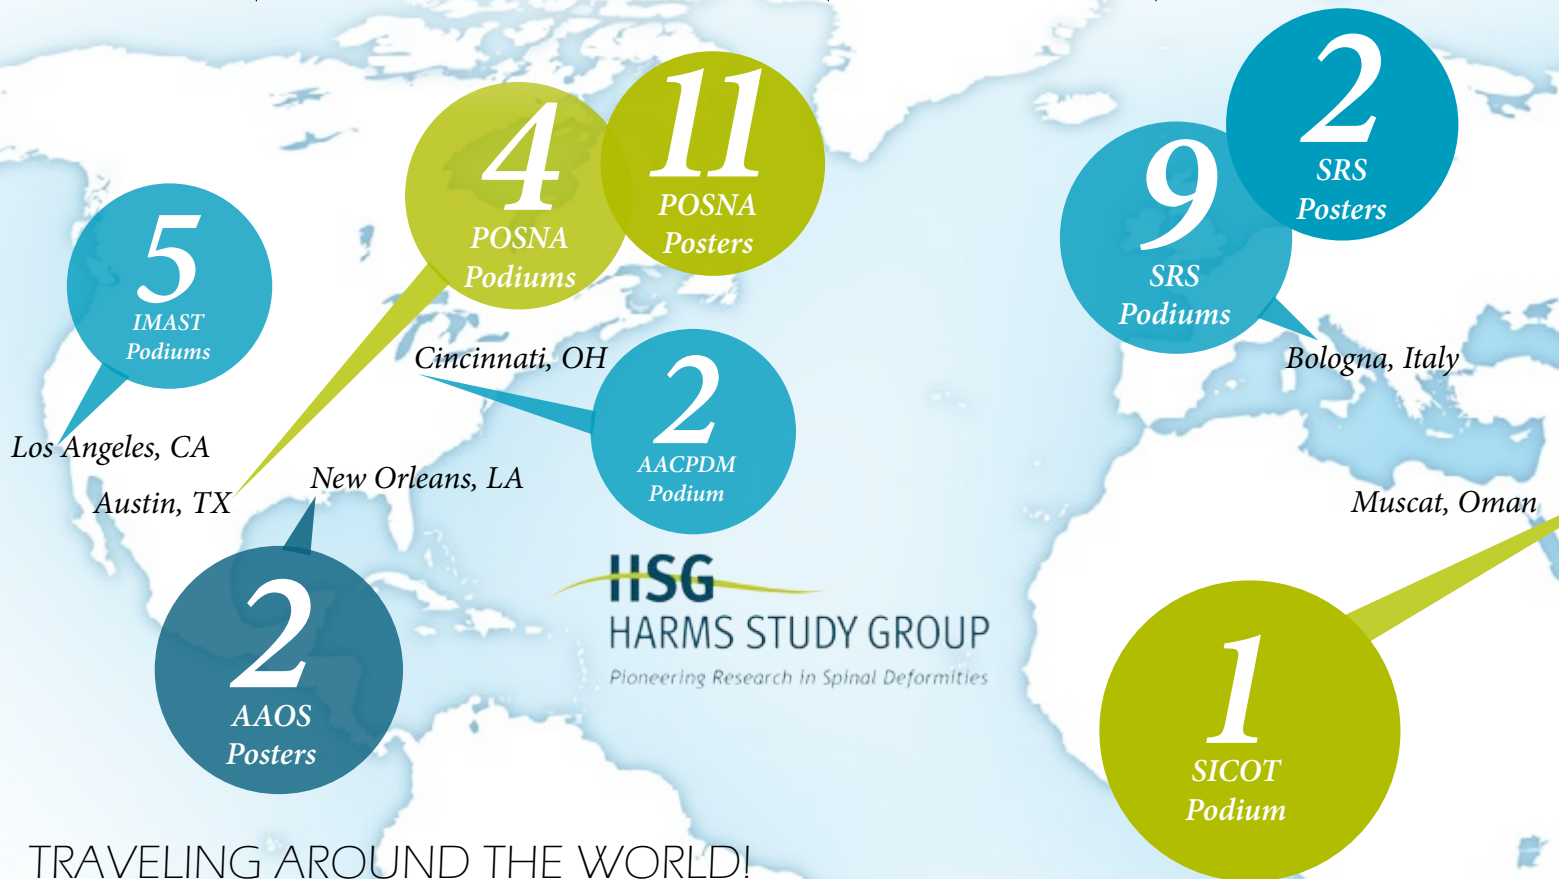 2
SRS
Posters
4
POSNA
Podiums
11
POSNA
Posters
9
SRS
Podiums
5
IMAST
Podiums
Cincinnati, OH
Bologna, Italy
2
AACPDM
Podium
Los Angeles, CA
New Orleans, LA
Austin, TX
Muscat, Oman
HSG
HARMS STUDY GROUP
Pioneering Research in Spinal Deformities
2
AAOS
Posters
1
SICOT
Podium
TRAVELING AROUND THE WORLD!